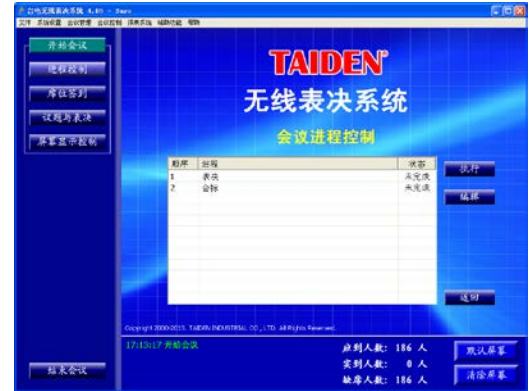 台电无线表决系统 4.05 - Demo
文件 系统设置 会议管理 会议控制 报表系统 辅助功能 帮助
开始会议
进程控制
席位签到
议题与表决
屏幕显示控制
结束会议
TAIDEN®
无线表决系统
会议进程控制
顺序 进程 状态
1 表决 未完成
2 会标 未完成
执行
编辑
返回
Copyright 2000-2013. TAIDEN INDUSTRIAL CO., LTD. All Rights Reserved.
17:13:17 开始会议
应到人数: 186 人
实到人数: 0 人
缺席人数: 186 人
默认屏幕
清除屏幕